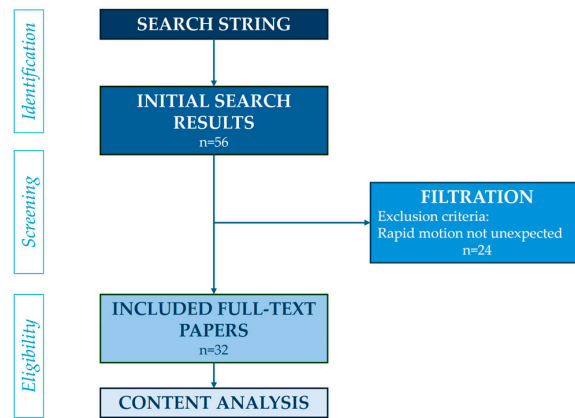 Identification
SEARCH STRING
INITIAL SEARCH
RESULTS
n=56
Screening
FILTRATION
Exclusion criteria:
Rapid motion not unexpected
n=24
Eligibility
INCLUDED FULL-TEXT
PAPERS
n=32
CONTENT ANALYSIS